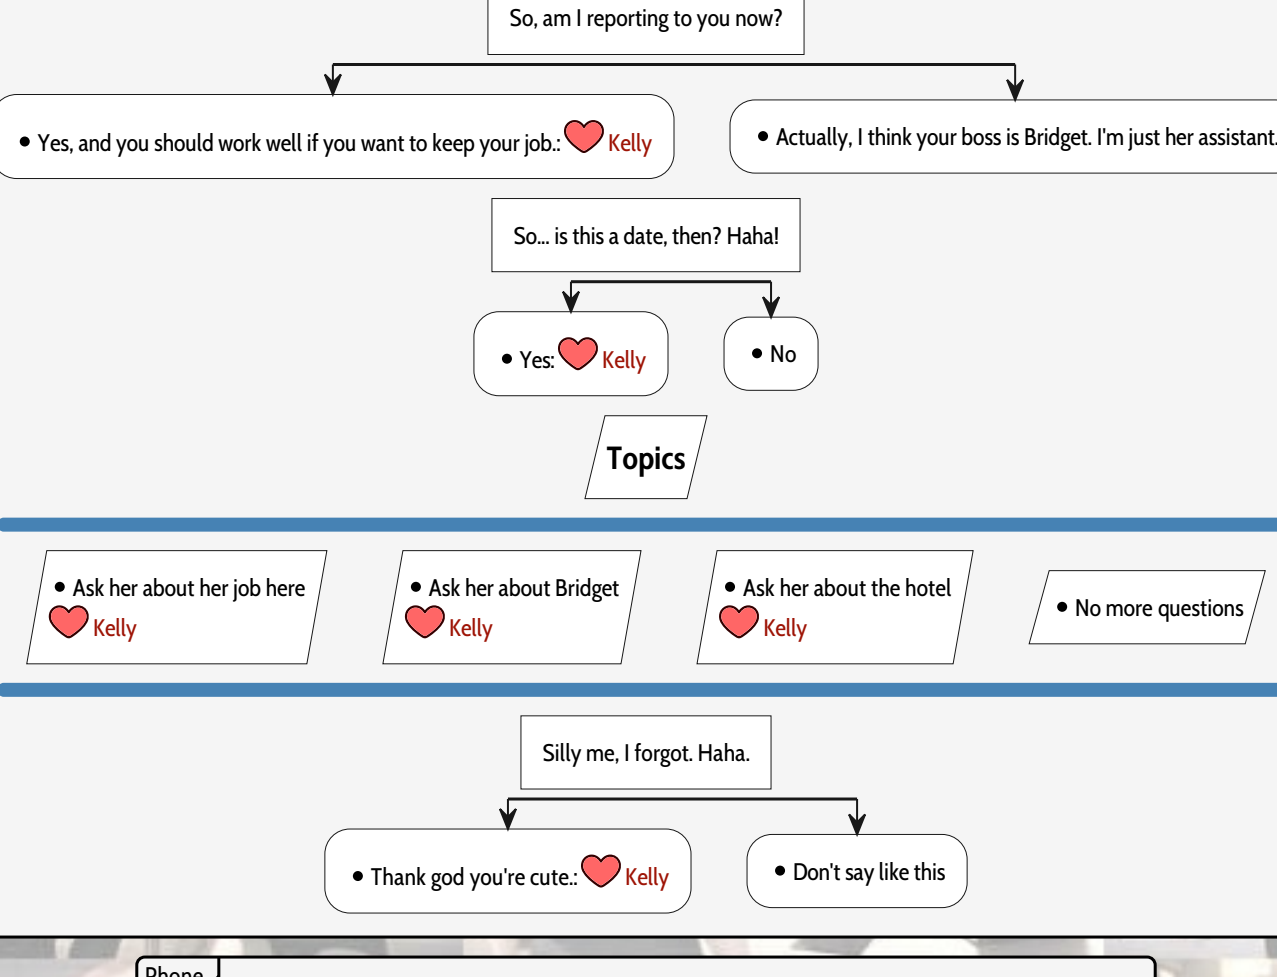 So, am I reporting to you now?
• Yes, and you should work well if you want to keep your job.: Kelly
• Actually, I think your boss is Bridget. I'm just her assistant.
So... is this a date, then? Haha!
• Yes: Kelly
• No
Topics
• Ask her about her job here
Kelly
• Ask her about Bridget
Kelly
• Ask her about the hotel
Kelly
• No more questions
Silly me, I forgot. Haha.
• Thank god you're cute.: Kelly
• Don't say like this
Phone